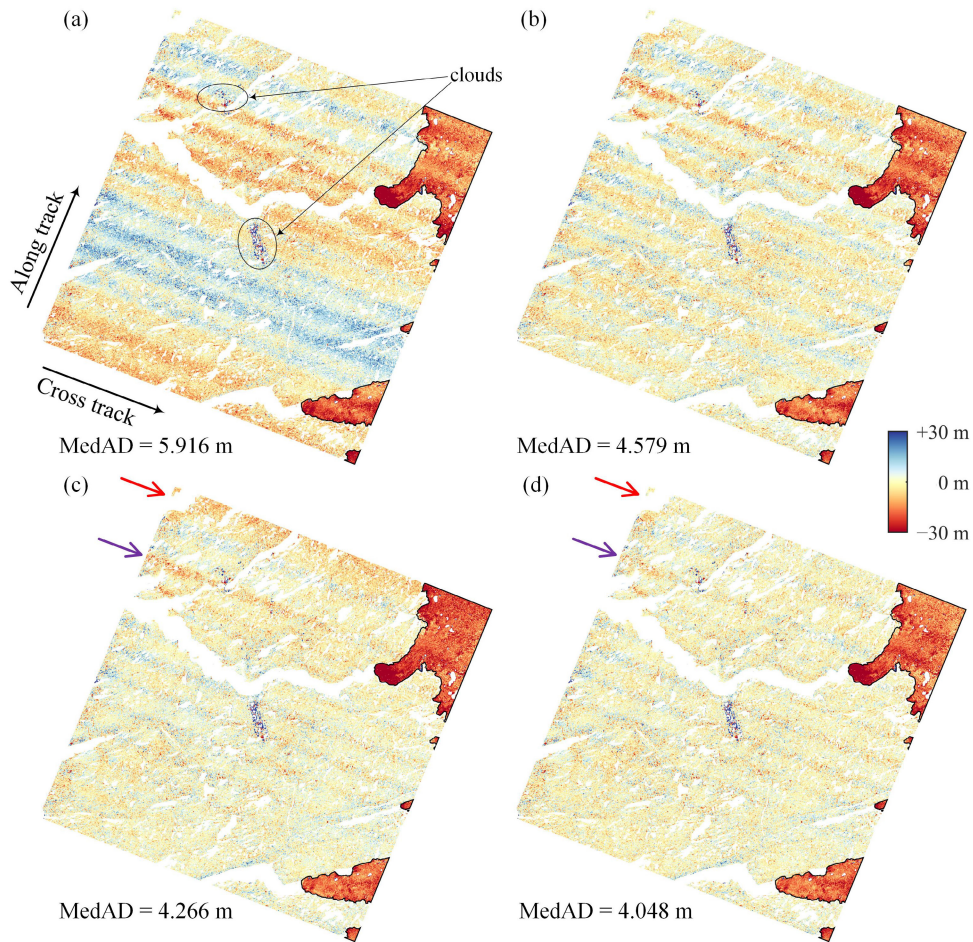 (a)
(b)
clouds
Along track
Cross track
MedAD = 5.916 m
MedAD = 4.579 m
+30 m
0 m
−30 m
(c)
(d)
MedAD = 4.266 m
MedAD = 4.048 m